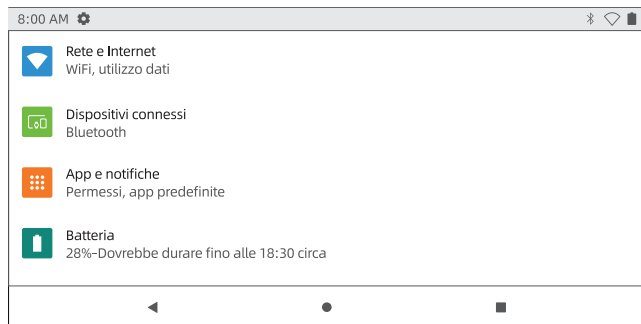 8:00 AM
Rete e Internet
WiFi, utilizzo dati
Dispositivi connessi
Bluetooth
App e notifiche
Permessi, app predefinite
Batteria
28%–Dovrebbe durare fino alle 18:30 circa